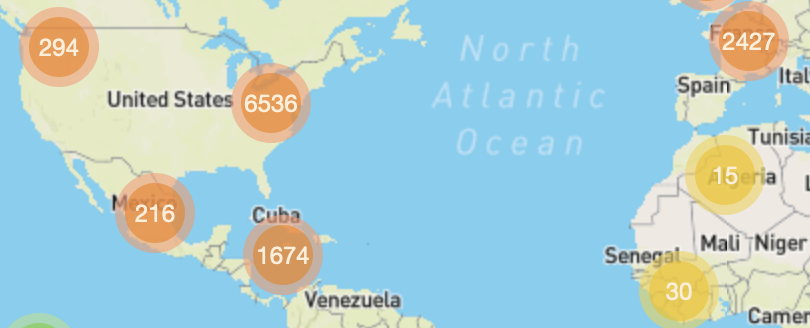 294
United States
6536
North
Atlantic
Ocean
2427
Spain
Ital
Tunisia
15
Algeria
L
Mexico
216
Cuba
1674
Venezuela
Senegal
Mali
Niger
30
Camer